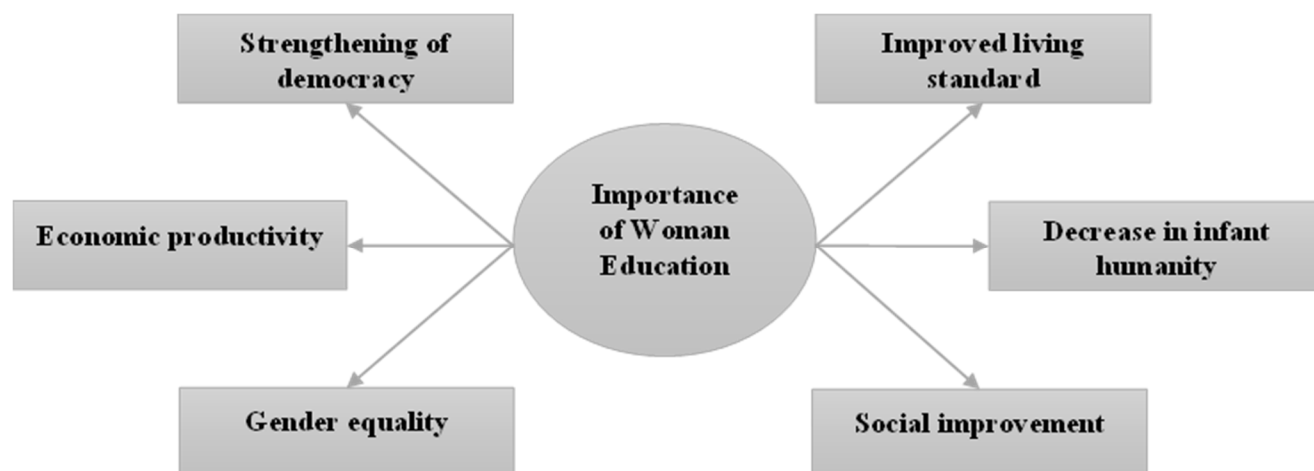 Strengthening of
democracy
Improved living
standard
Importance
of Woman
Education
Economic productivity
Decrease in infant
humanity
Gender equality
Social improvement